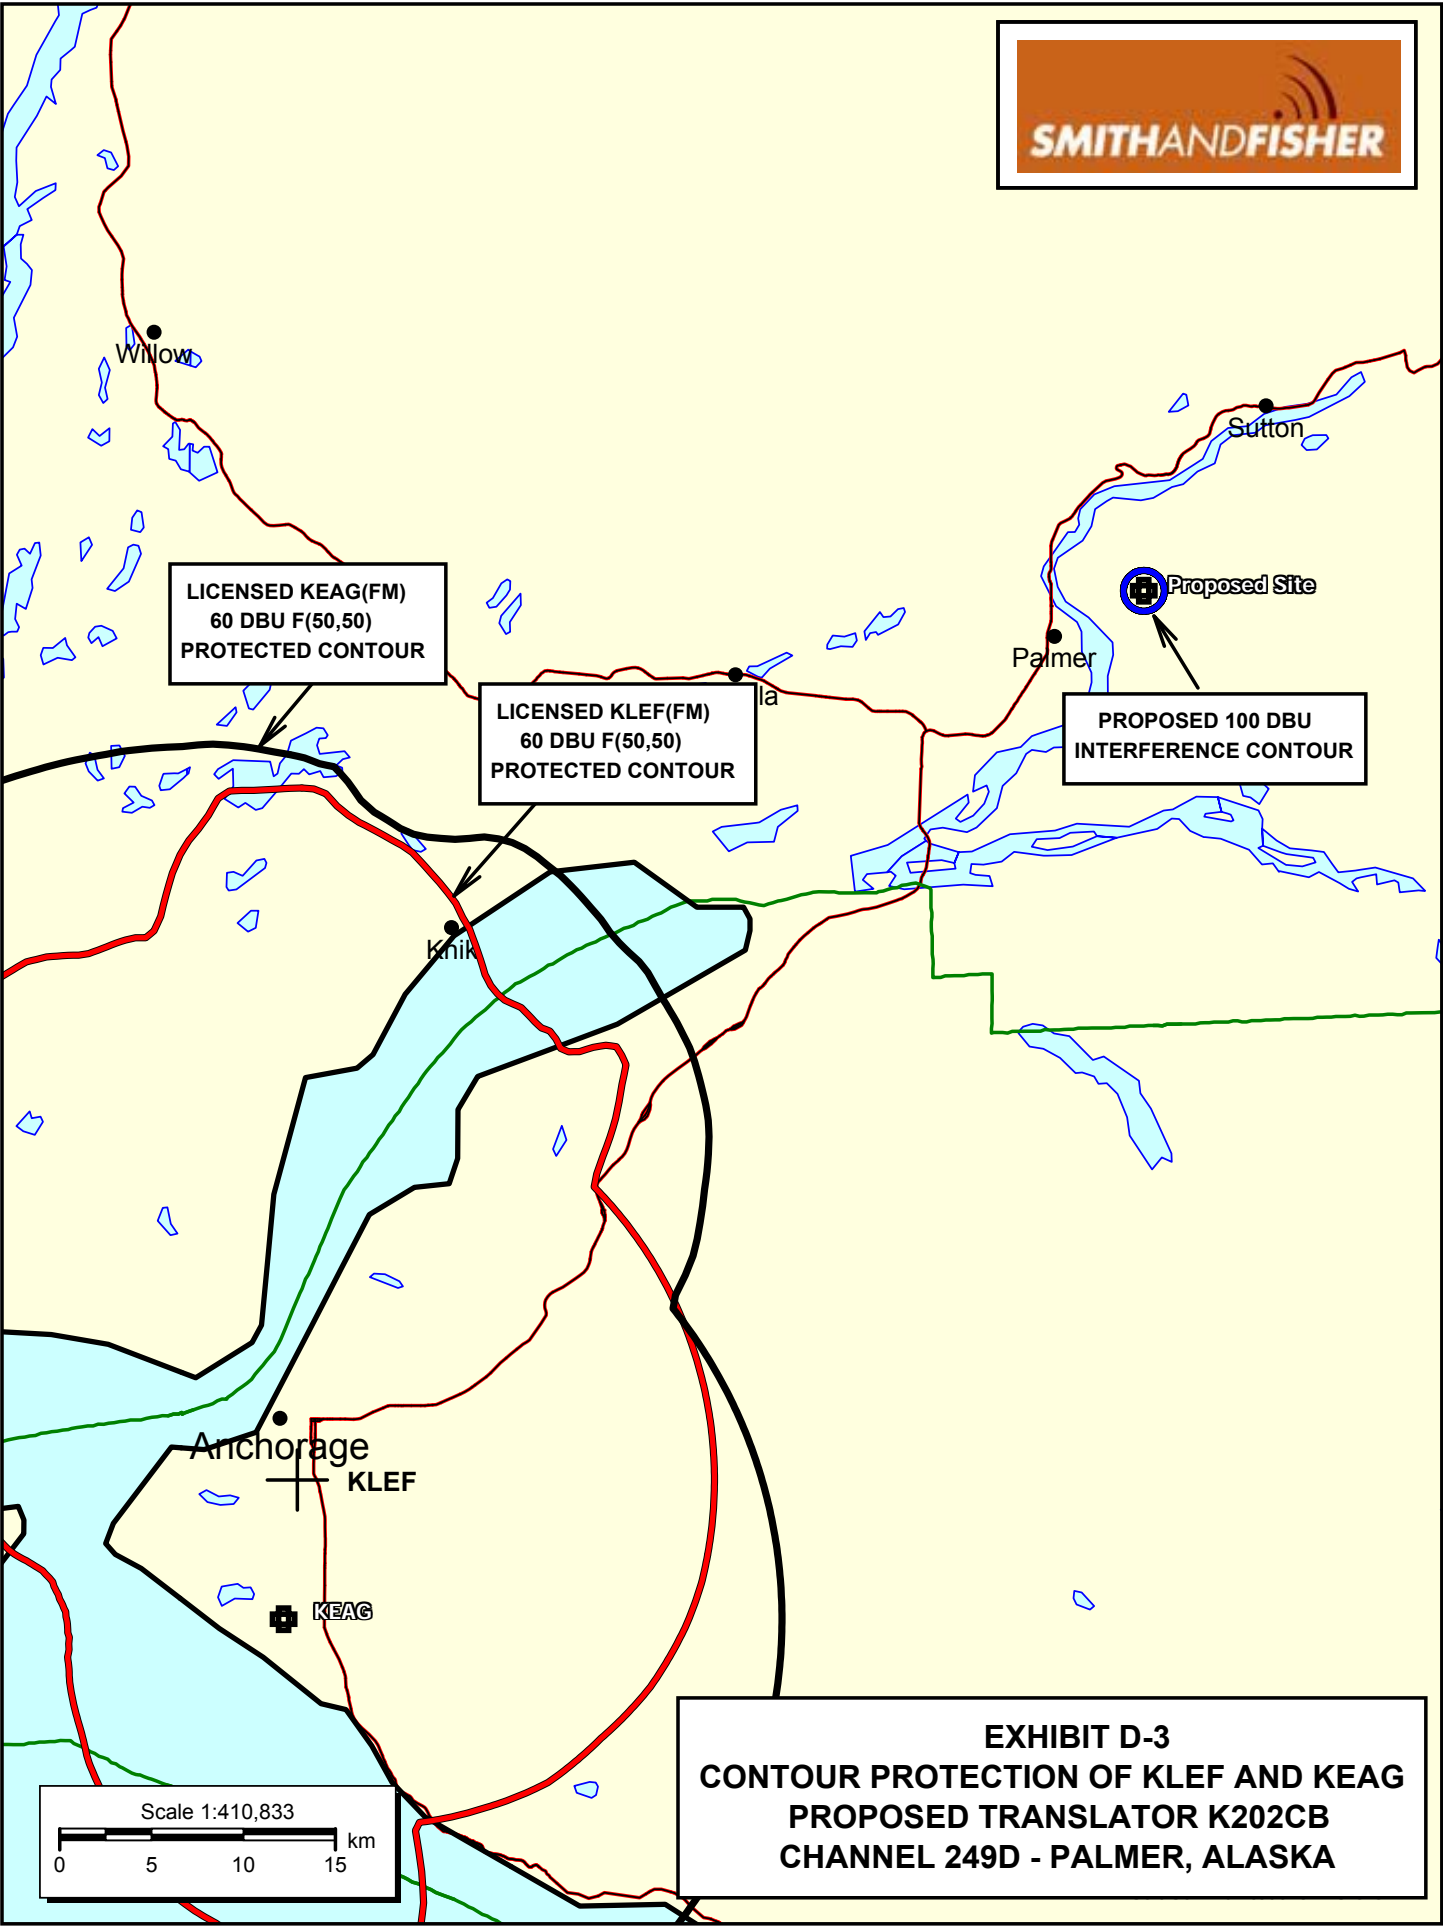 SMITHANDFISHER
Willow
Sutton
LICENSED KEAG(FM)
60 DBU F(50,50)
PROTECTED CONTOUR
Proposed Site
Palmer
la
LICENSED KLEF(FM)
60 DBU F(50,50)
PROTECTED CONTOUR
PROPOSED 100 DBU
INTERFERENCE CONTOUR
Knik
Anchorage
KLEF
KEAG
EXHIBIT D-3
CONTOUR PROTECTION OF KLEF AND KEAG
PROPOSED TRANSLATOR K202CB
CHANNEL 249D - PALMER, ALASKA
Scale 1:410,833
km
0 5 10 15